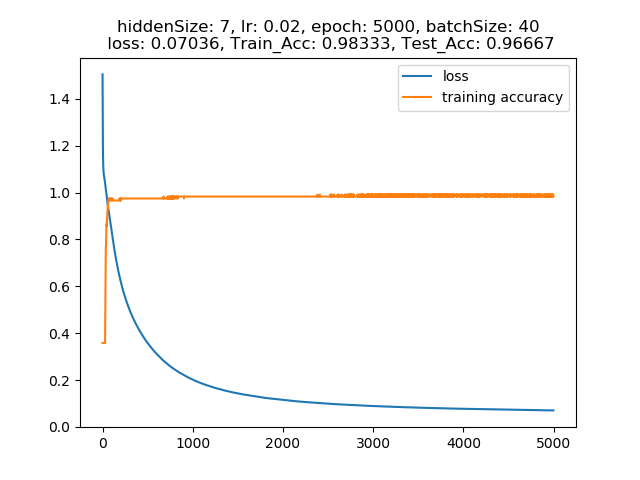 hiddenSize: 7, lr: 0.02, epoch: 5000, batchSize: 40
loss: 0.07036, Train_Acc: 0.98333, Test_Acc: 0.96667
loss
training accuracy
1.4
1.2
1.0
0.8
0.6
0.4
0.2
0.0
0 1000 2000 3000 4000 5000